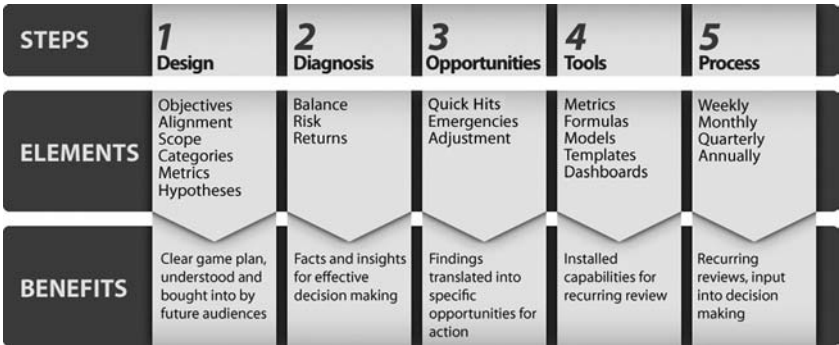 STEPS
1
Design
2
Diagnosis
3
Opportunities
4
Tools
5
Process
ELEMENTS
Objectives
Alignment
Scope
Categories
Metrics
Hypotheses
Balance
Risk
Returns
Quick Hits
Emergencies
Adjustment
Metrics
Formulas
Models
Templates
Dashboards
Weekly
Monthly
Quarterly
Annually
BENEFITS
Clear game plan,
understood and
bought into by
future audiences
Facts and insights
for effective
decision making
Findings
translated into
specific
opportunities for
action
Installed
capabilities for
recurring review
Recurring
reviews, input
into decision
making